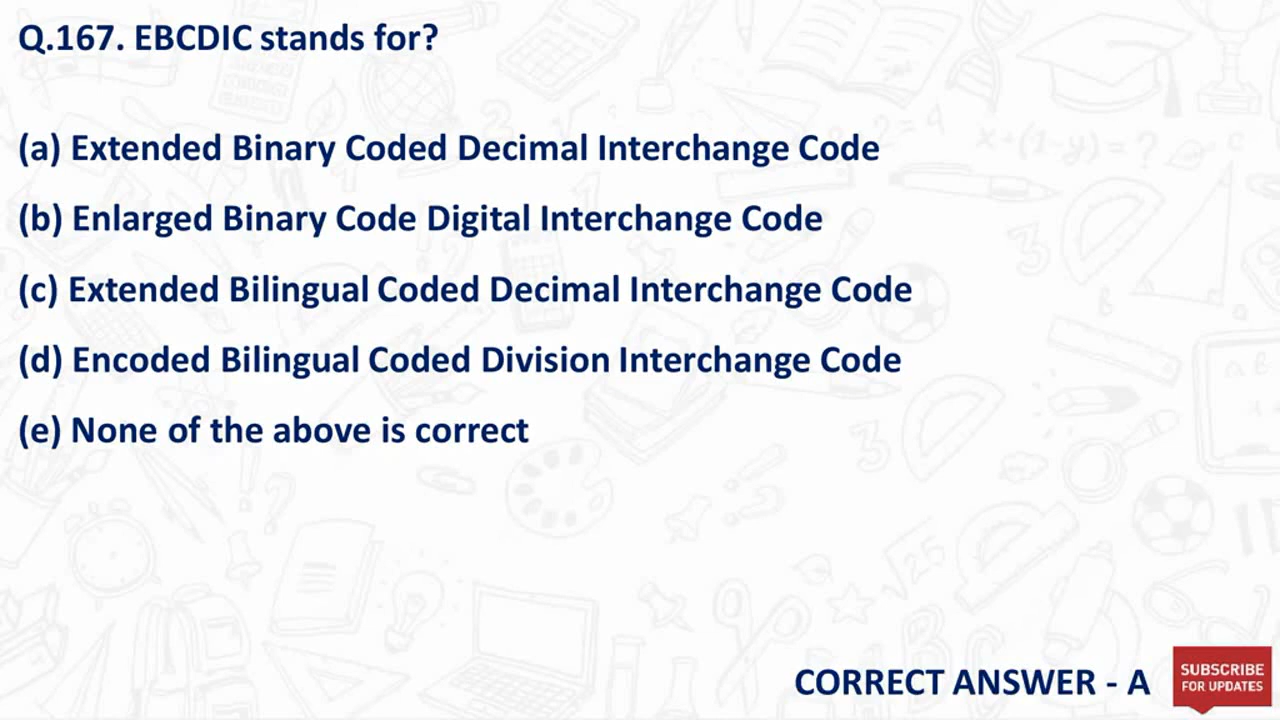 Q.167. EBCDIC stands for?
(a) Extended Binary Coded Decimal Interchange Code
(b) Enlarged Binary Code Digital Interchange Code
(c) Extended Bilingual Coded Decimal Interchange Code
(d) Encoded Bilingual Coded Division Interchange Code
(e) None of the above is correct
CORRECT ANSWER - A
SUBSCRIBE
FOR UPDATES